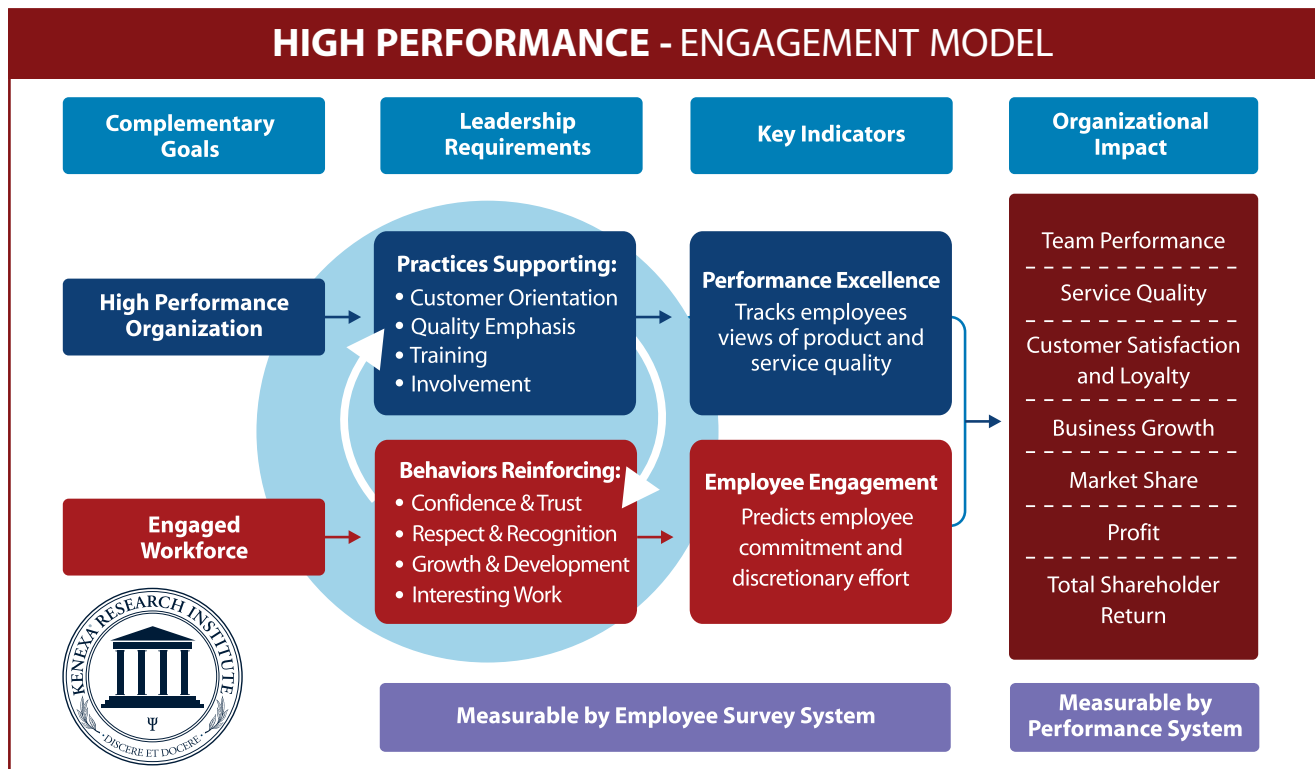 HIGH PERFORMANCE - ENGAGEMENT MODEL
Complementary
Goals
Leadership
Requirements
Key Indicators
Organizational
Impact
High Performance
Organization
Practices Supporting:
• Customer Orientation
• Quality Emphasis
• Training
• Involvement
Performance Excellence
Tracks employees
views of product and
service quality
Engaged
Workforce
Behaviors Reinforcing:
• Confidence & Trust
• Respect & Recognition
• Growth & Development
• Interesting Work
Employee Engagement
Predicts employee
commitment and
discretionary effort
Team Performance
Service Quality
Customer Satisfaction
and Loyalty
Business Growth
Market Share
Profit
Total Shareholder
Return
KENEXA® RESEARCH INSTITUTE
Ψ
·DISCERE ET DOCERE·
Measurable by Employee Survey System
Measurable by
Performance System